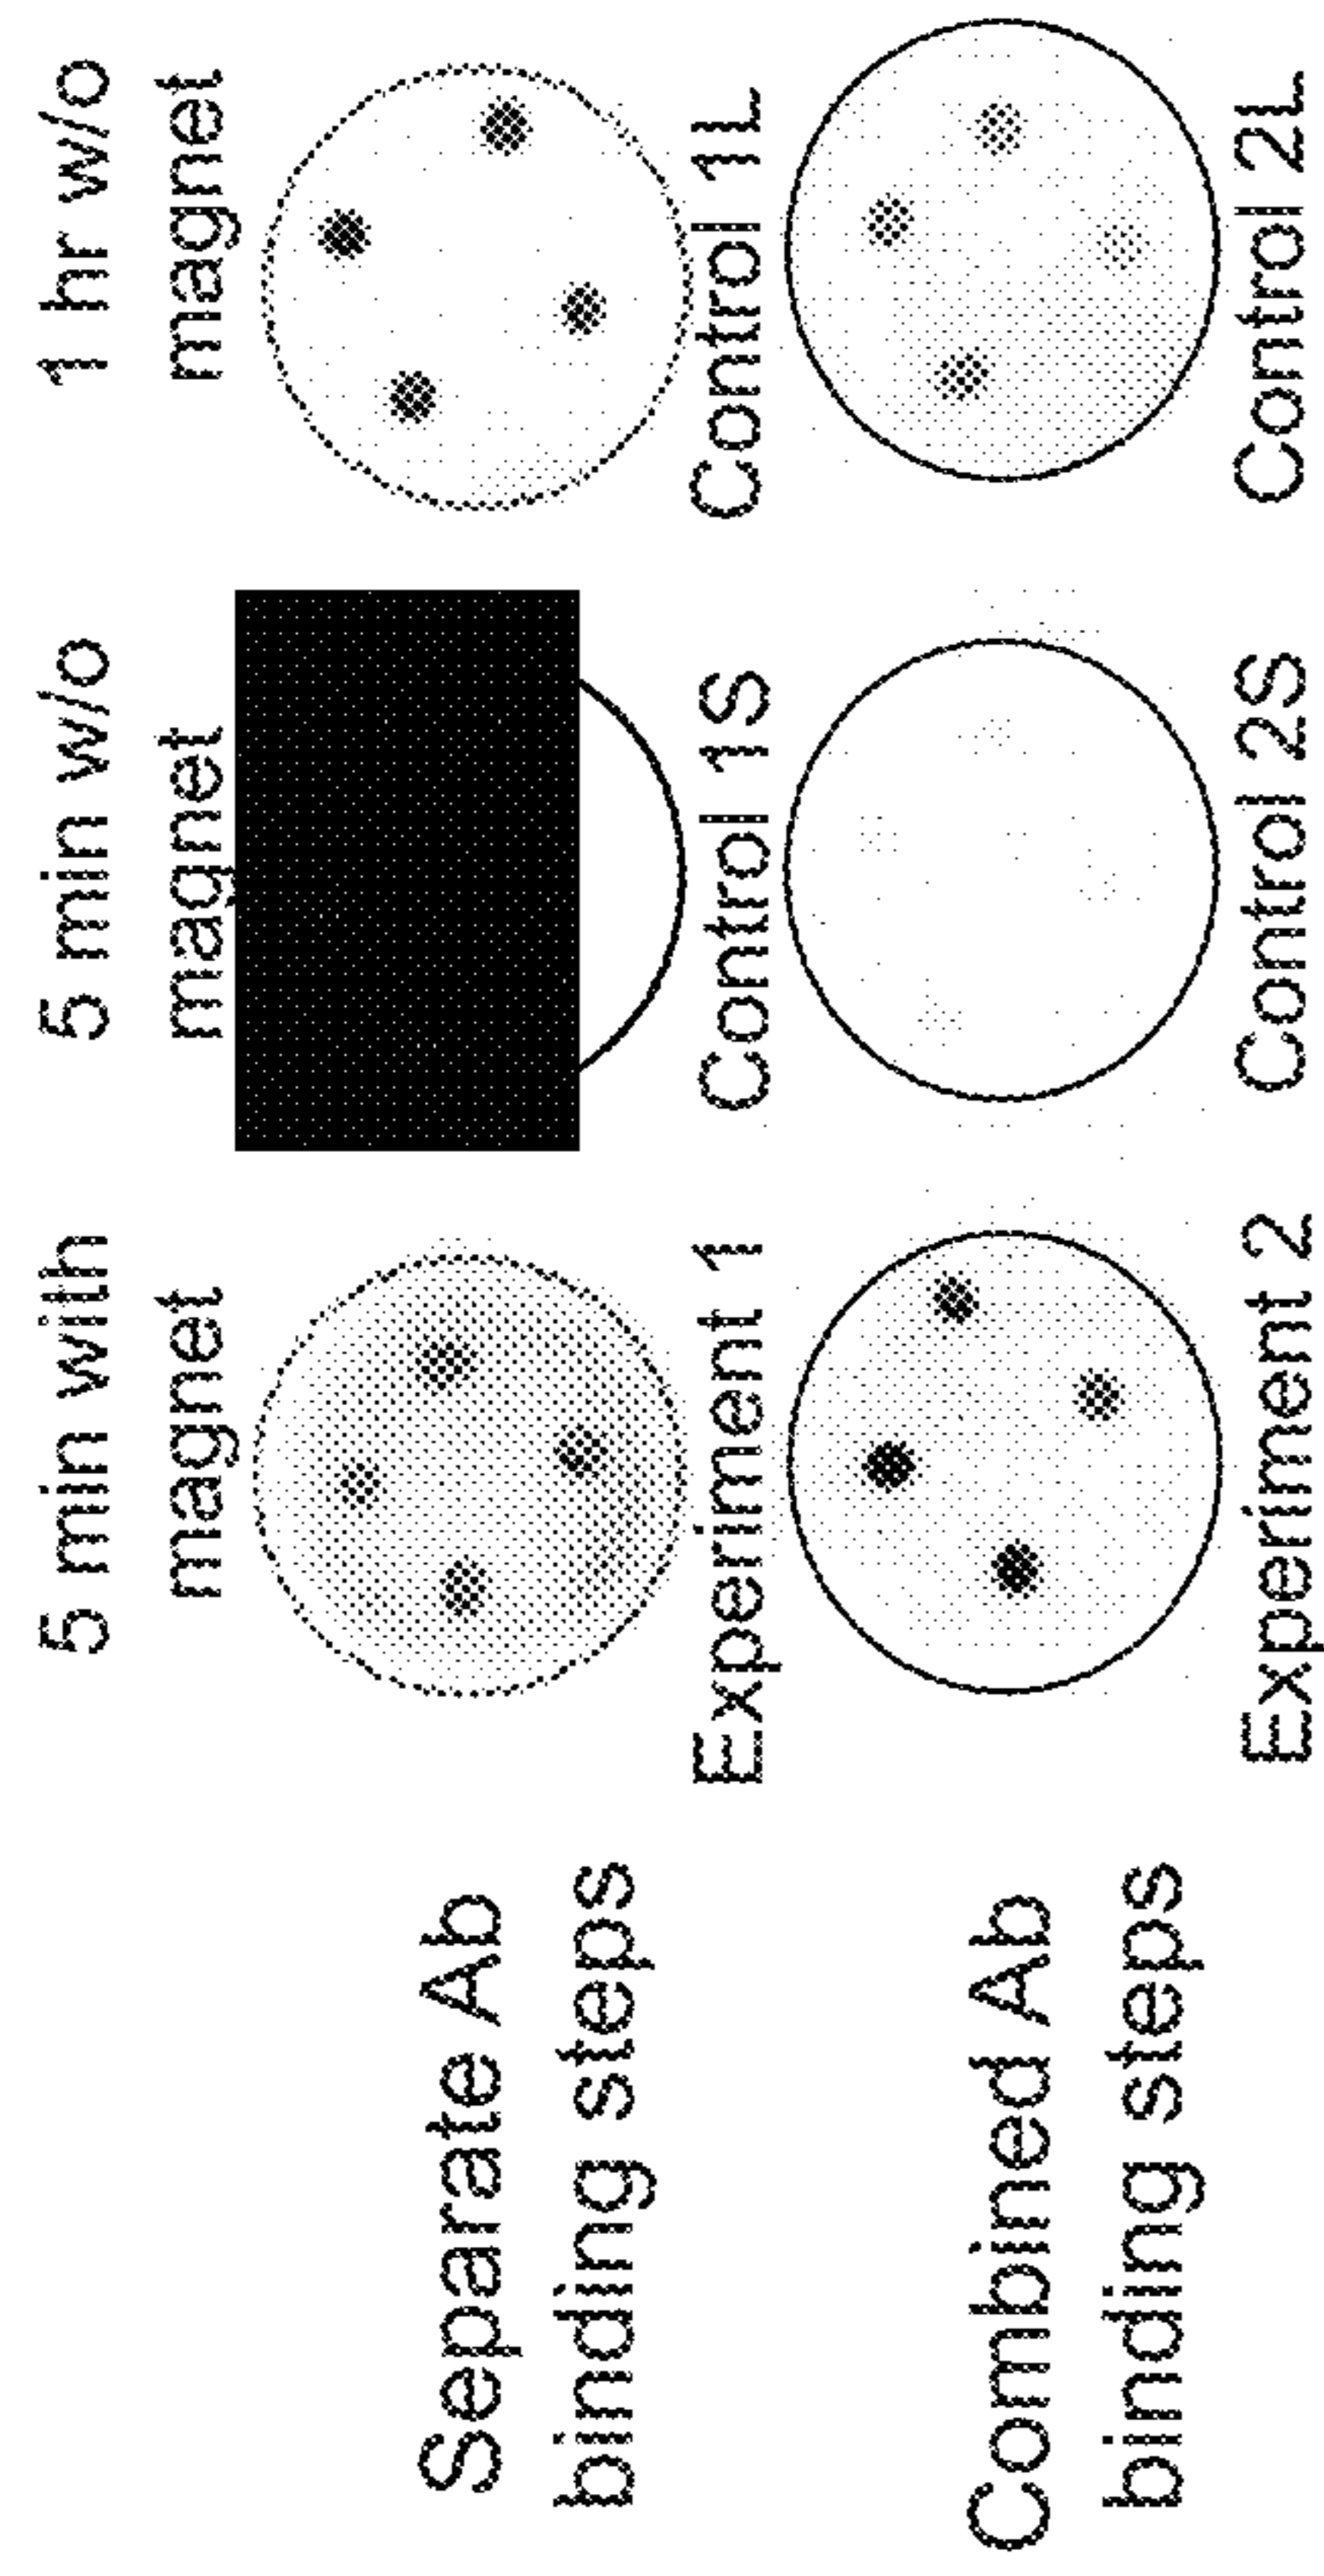 5 min with
magnet
5 min w/o
magnet
1 hr w/o
magnet
Separate Ab
binding steps
Experiment 1
Control 1S
Control 1L
Combined Ab
binding steps
Experiment 2
Control 2S
Control 2L